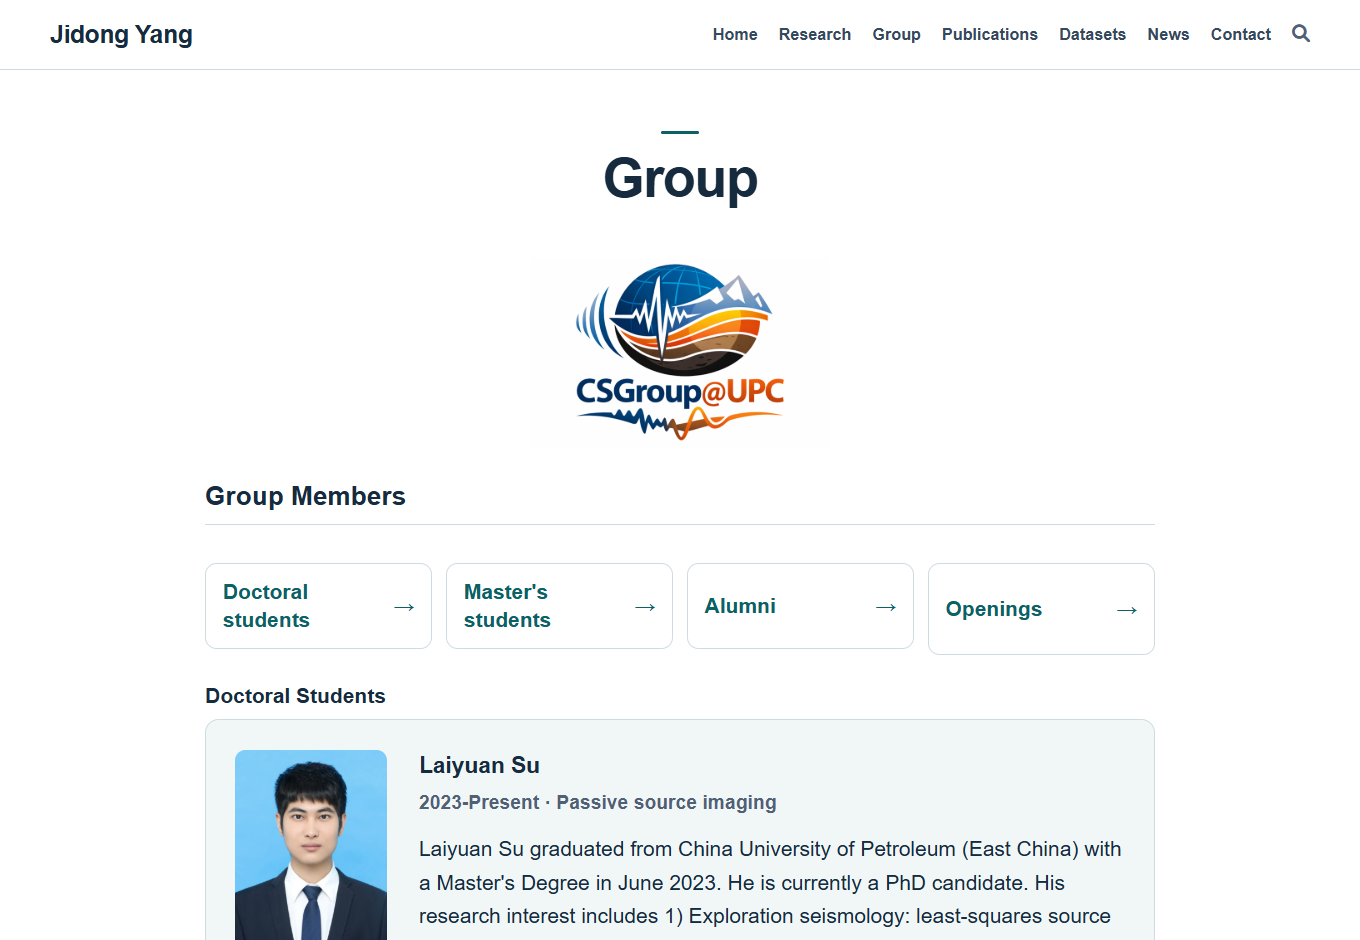 Jidong Yang
Home Research Group Publications Datasets News Contact
Group
CSGroup@UPC
Group Members
Doctoral students →
Master's students →
Alumni →
Openings →
Doctoral Students
Laiyuan Su
2023-Present · Passive source imaging
Laiyuan Su graduated from China University of Petroleum (East China) with
a Master's Degree in June 2023. He is currently a PhD candidate. His
research interest includes 1) Exploration seismology: least-squares source